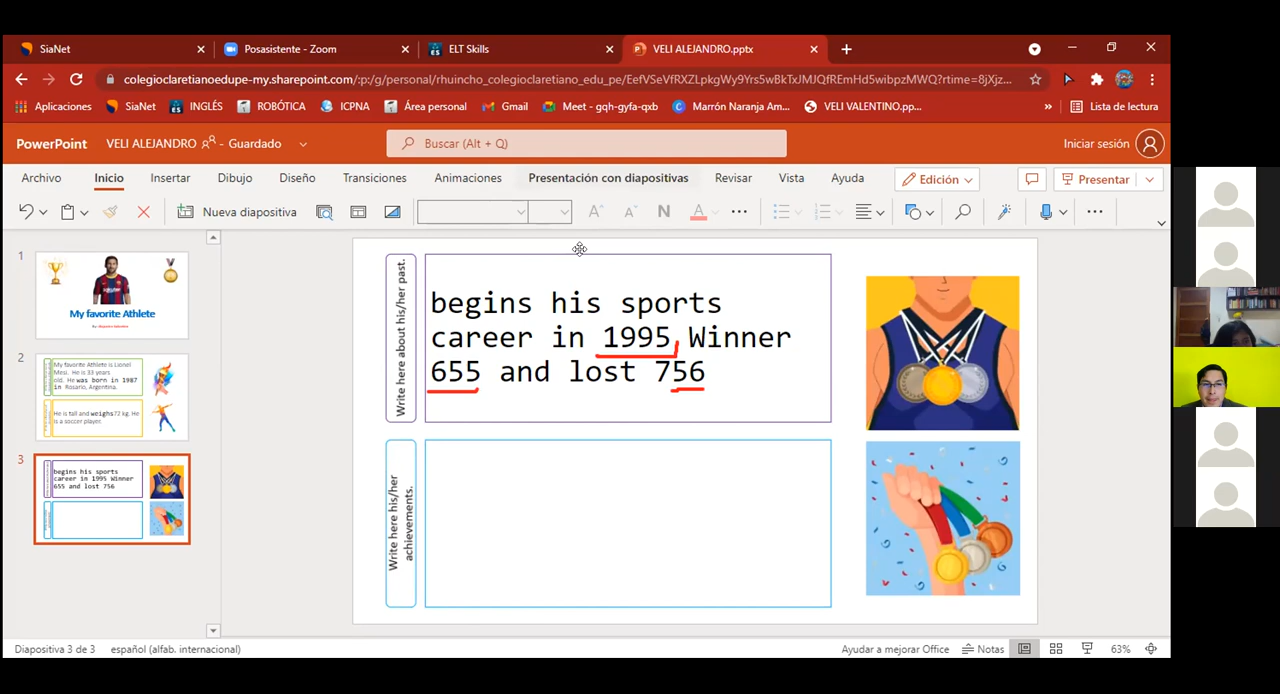 SiaNet
Posasistente - Zoom
ELT Skills
VELI ALEJANDRO.pptx
colegioclaretianoedupe-my.sharepoint.com/:p:/g/personal/rhuincho_colegioclaretiano_edu_pe/EefVSeVfRXZLpkgWy9Yrs5wBkTxJMJQfREmHd5wibpzMWQ?rtime=8jXjz...
Aplicaciones
SiaNet
INGLÉS
ROBÓTICA
ICPNA
Área personal
Gmail
Meet - gqh-gyfa-qxb
Marrón Naranja Am...
VELI VALENTINO.pp...
»
Lista de lectura
PowerPoint
VELI ALEJANDRO - Guardado
Buscar (Alt + Q)
Iniciar sesión
Archivo
Inicio
Insertar
Dibujo
Diseño
Transiciones
Animaciones
Presentación con diapositivas
Revisar
Vista
Ayuda
Edición
Presentar
Nueva diapositiva
1
My favorite Athlete
2
My favorite Athlete is Lionel
Mesi. He is 33 years
old. He was born in 1987
in Rosario, Argentina.
He is tall and weighs72 kg. He
is a soccer player.
3
begins his sports
career in 1995 Winner
655 and lost 756
Write here about his/her past.
begins his sports
career in 1995, Winner
655 and lost 756
Write here his/her
achievements.
Diapositiva 3 de 3
español (alfab. internacional)
Ayudar a mejorar Office
Notas
63%